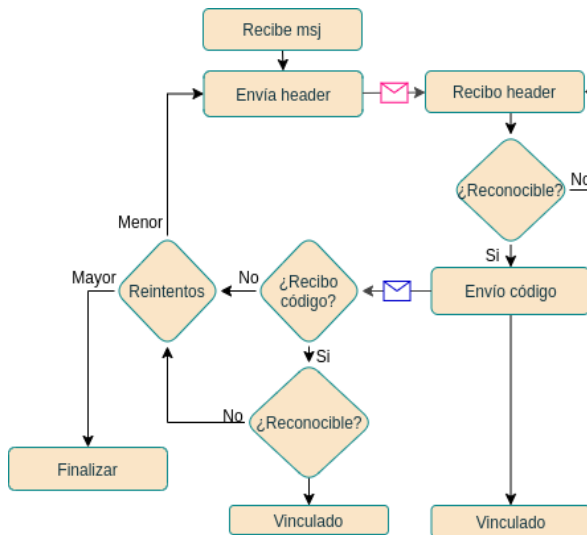 Recibe msj
Envía header
Recibo header
¿Reconocible?
No
Menor
Si
Mayor
Reintentos
No
¿Recibo
código?
Envío código
Si
No
¿Reconocible?
Finalizar
Vinculado
Vinculado